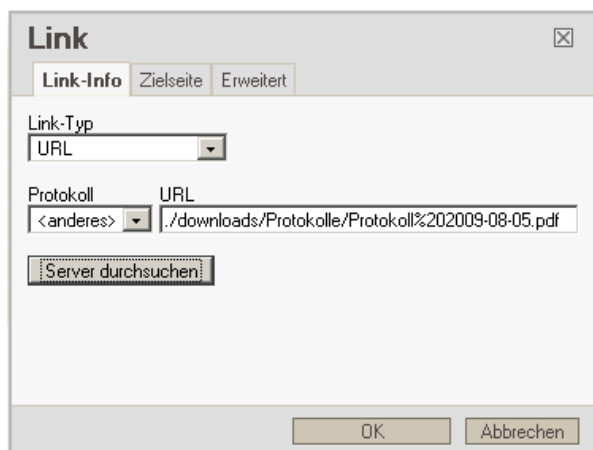 Link
Link-Info Zielseite Erweitert
Link-Typ
URL
Protokoll URL
<anderes> ./downloads/Protokolle/Protokoll%202009-08-05.pdf
Server durchsuchen
OK Abbrechen